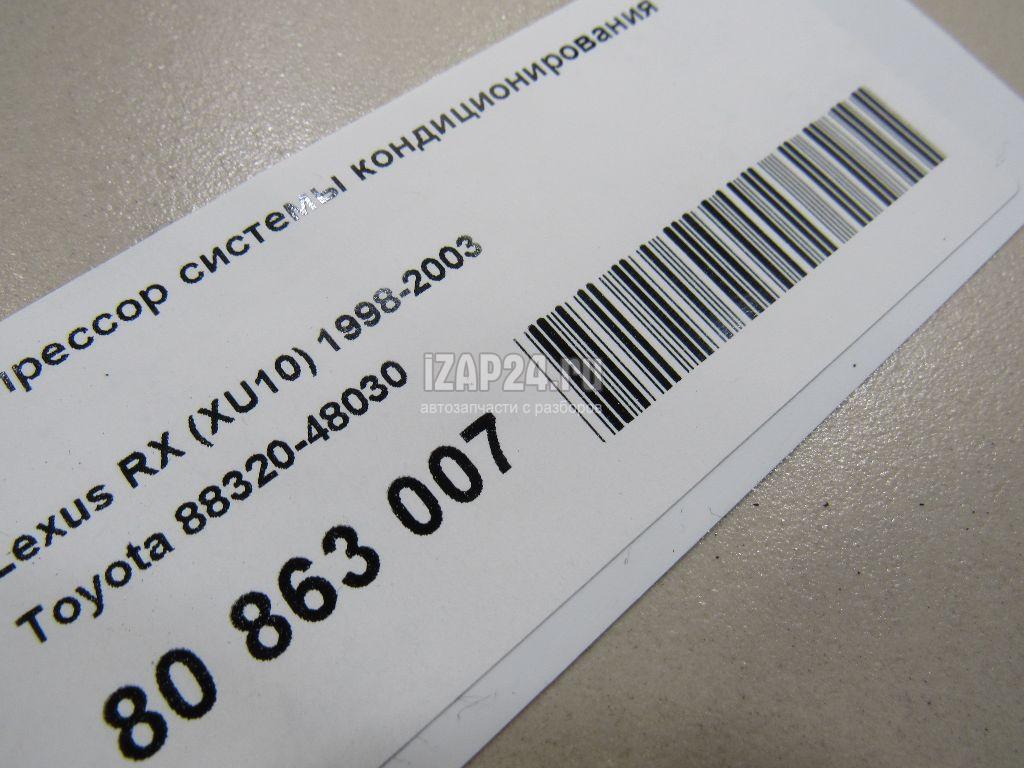 прессор системы кондиционирования
Lexus RX (XU10) 1998-2003
Toyota 88320-48030
80 863 007
iZAP24.ru
автозапчасти с разборов